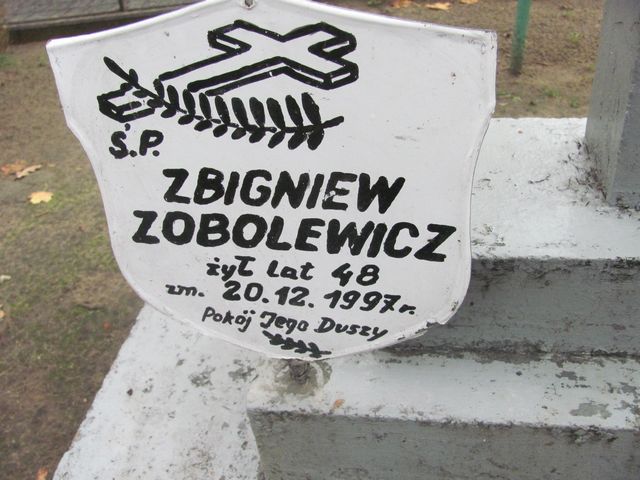 Ś.P.
ZBIGNIEW
ZOBOLEWICZ
żył lat 48
zm. 20.12.1997r.
Pokój Jego Duszy